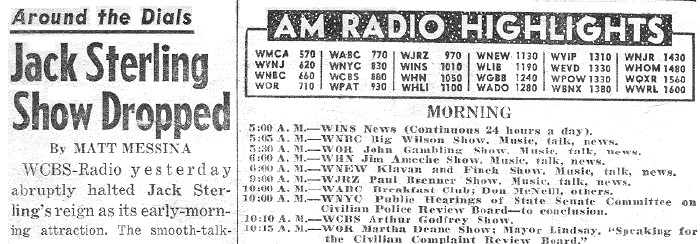 Around the Dials
Jack Sterling
Show Dropped
By MATT MESSINA
WCBS-Radio yesterday
abruptly halted Jack Ster-
ling's reign as its early-morn-
ing attraction. The smooth-talk-
AM RADIO HIGHLIGHTS
WMCA 570 WABC 770 WJRZ 970 WNEW 1130 WVIP 1310 WNJR 1430
WVNJ 620 WNYC 830 WINS 1010 WLIB 1190 WEVD 1330 WHOM 1480
WNBC 660 WCBS 880 WHN 1050 WGBB 1240 WPOW 1330 WQXR 1560
WOR 710 WPAT 930 WHLI 1100 WADO 1280 WBNX 1380 WWRL 1600
MORNING
5:00 A. M.—WINS News (Continuous 24 hours a day).
5:05 A. M.—WNBC Big Wilson Show. Music, talk, news.
5:30 A. M.—WOR John Gambling Show. Music, talk, news.
6:00 A. M.—WHN Jim Ameche Show. Music, talk, news.
6:00 A. M.—WNEW Klavan and Finch Show. Music, talk, news.
9:00 A. M.—WJRZ Paul Brenner Show. Music, talk, news.
10:00 A. M.—WABC Breakfast Club; Don McNeill, others.
10:00 A. M.—WNYC Public Hearings of State Senate Committee on
Civilian Police Review Board—to conclusion.
10:10 A. M.—WCBS Arthur Godfrey Show.
10:15 A. M.—WOR Martha Deane Show; Mayor Lindsay, "Speaking for
the Civilian Complaint Review Board."